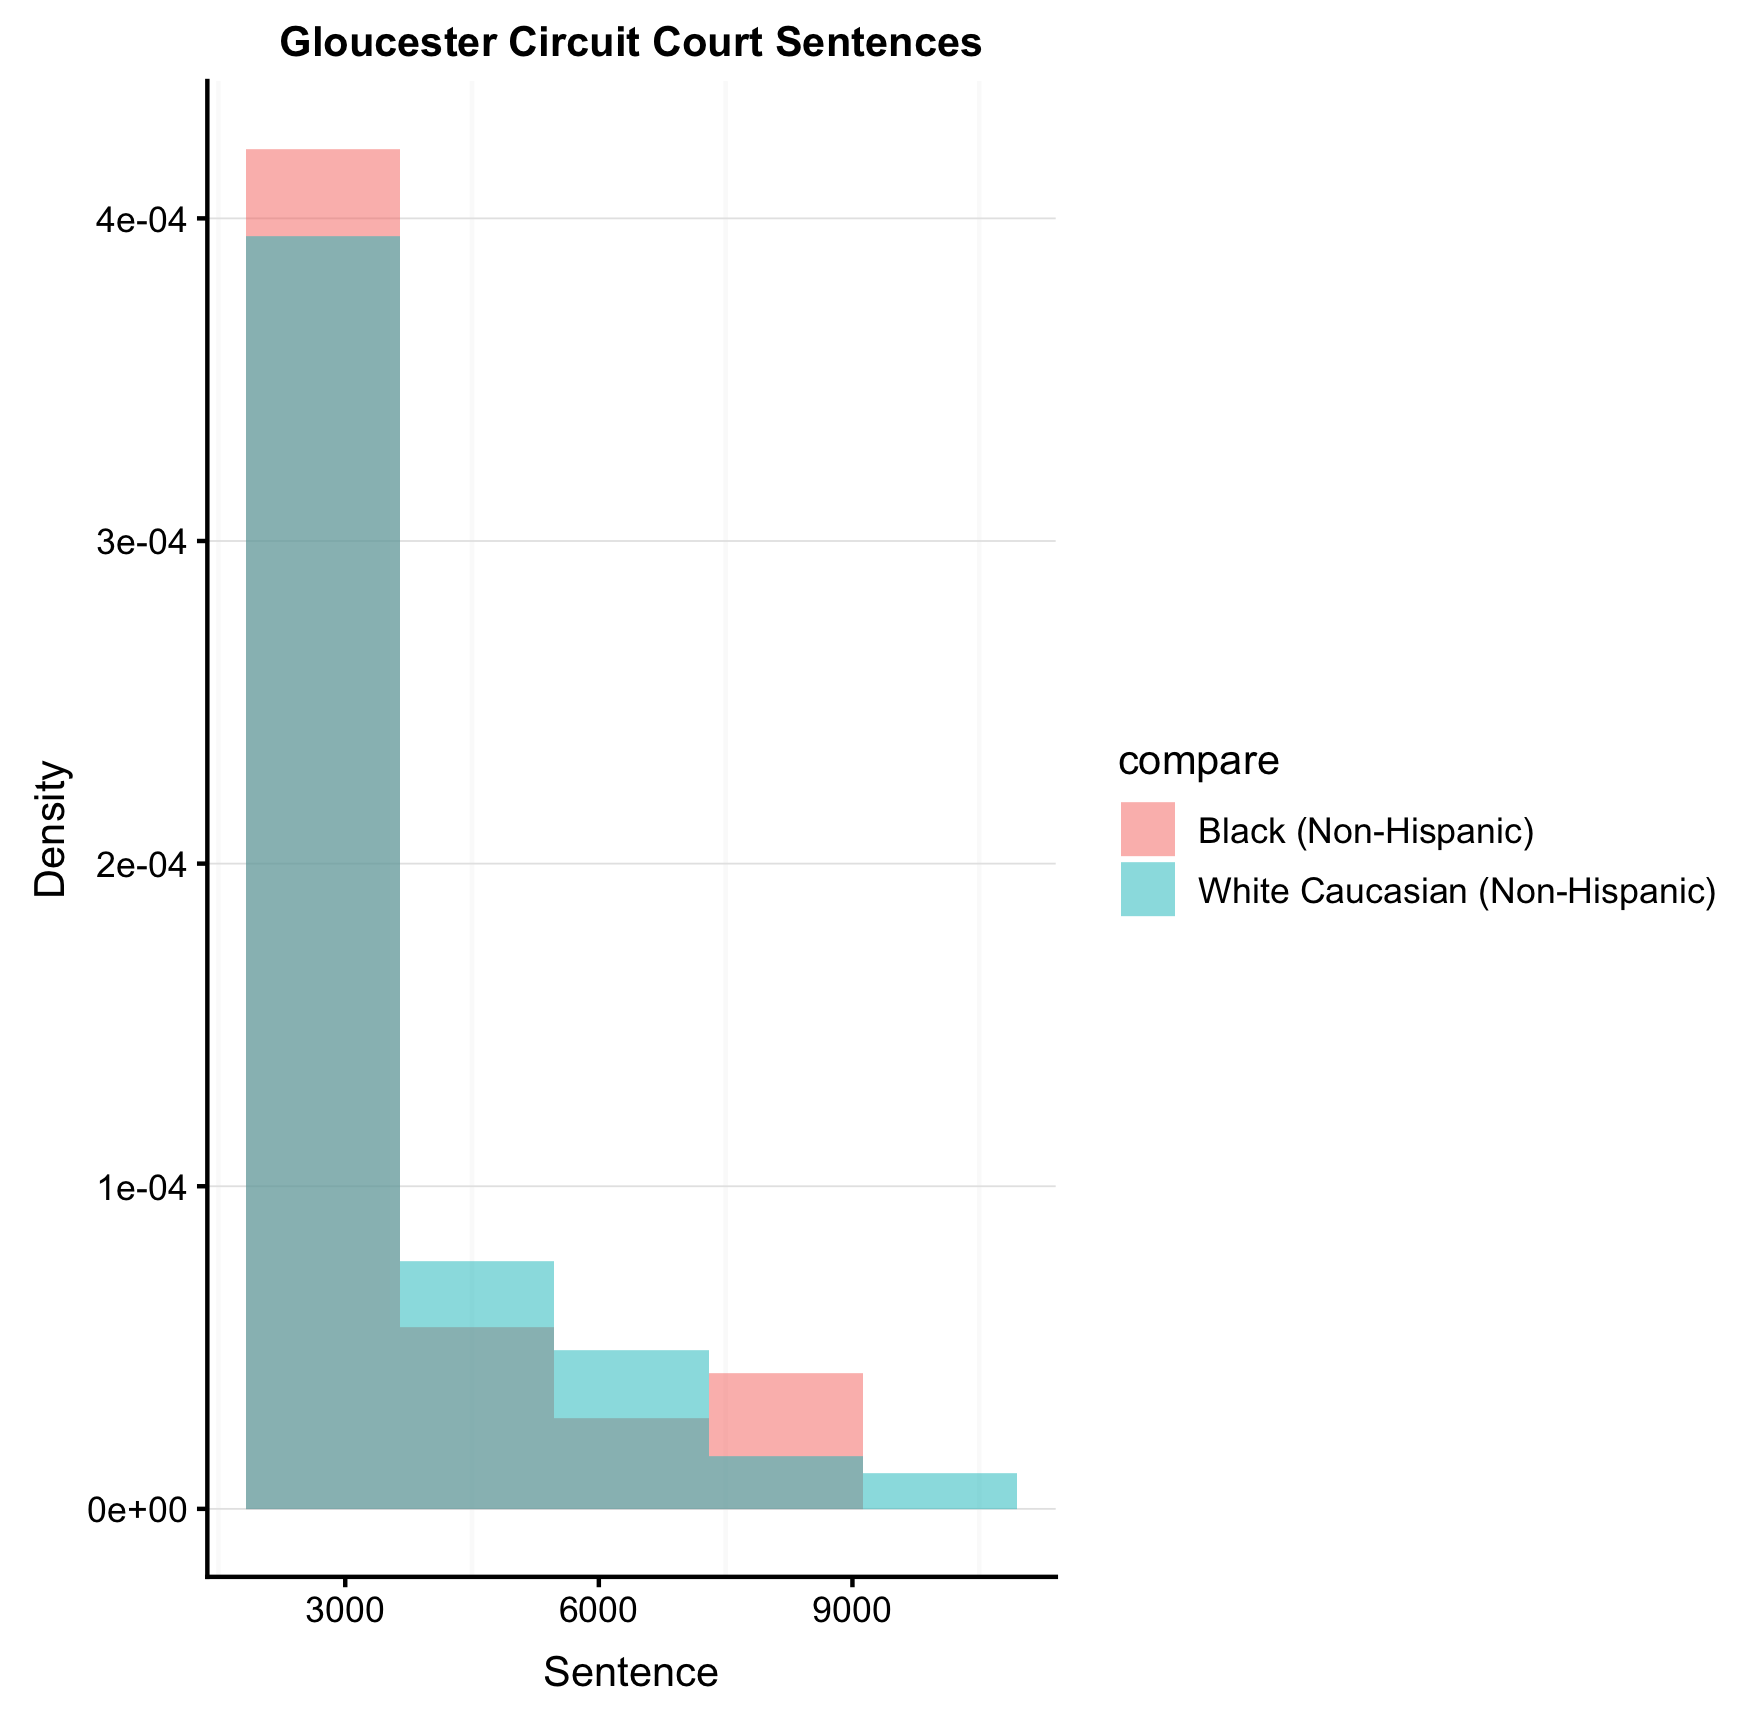 Gloucester Circuit Court Sentences
4e-04
3e-04
2e-04
1e-04
0e+00
Density
3000 6000 9000
Sentence
compare
Black (Non-Hispanic)
White Caucasian (Non-Hispanic)